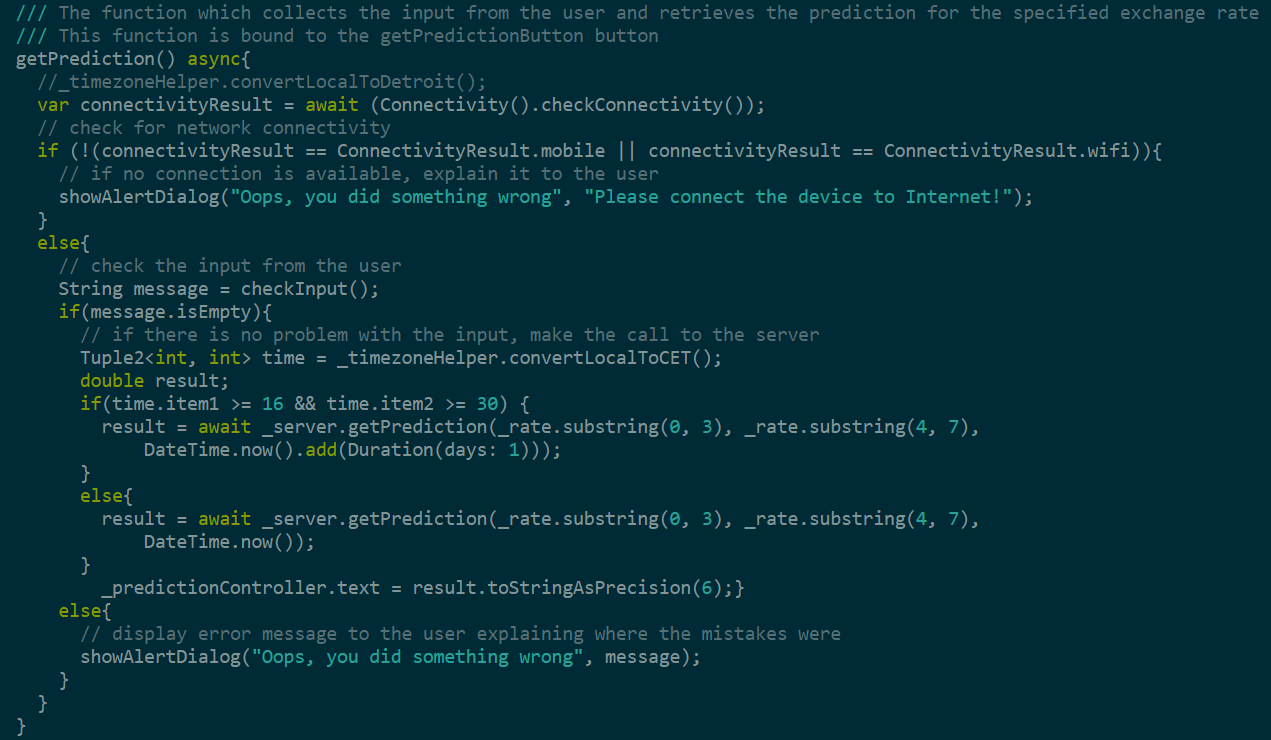 /// The function which collects the input from the user and retrieves the prediction for the specified exchange rate
/// This function is bound to the getPredictionButton button
getPrediction() async{
  //_timezoneHelper.convertLocalToDetroit();
  var connectivityResult = await (Connectivity().checkConnectivity());
  // check for network connectivity
  if (!(connectivityResult == ConnectivityResult.mobile || connectivityResult == ConnectivityResult.wifi)){
    // if no connection is available, explain it to the user
    showAlertDialog("Oops, you did something wrong", "Please connect the device to Internet!");
  }
  else{
    // check the input from the user
    String message = checkInput();
    if(message.isEmpty){
      // if there is no problem with the input, make the call to the server
      Tuple2<int, int> time = _timezoneHelper.convertLocalToCET();
      double result;
      if(time.item1 >= 16 && time.item2 >= 30) {
        result = await _server.getPrediction(_rate.substring(0, 3), _rate.substring(4, 7),
            DateTime.now().add(Duration(days: 1)));
      }
      else{
        result = await _server.getPrediction(_rate.substring(0, 3), _rate.substring(4, 7),
            DateTime.now());
      }
        _predictionController.text = result.toStringAsPrecision(6);}
    else{
      // display error message to the user explaining where the mistakes were
      showAlertDialog("Oops, you did something wrong", message);
    }
  }
}